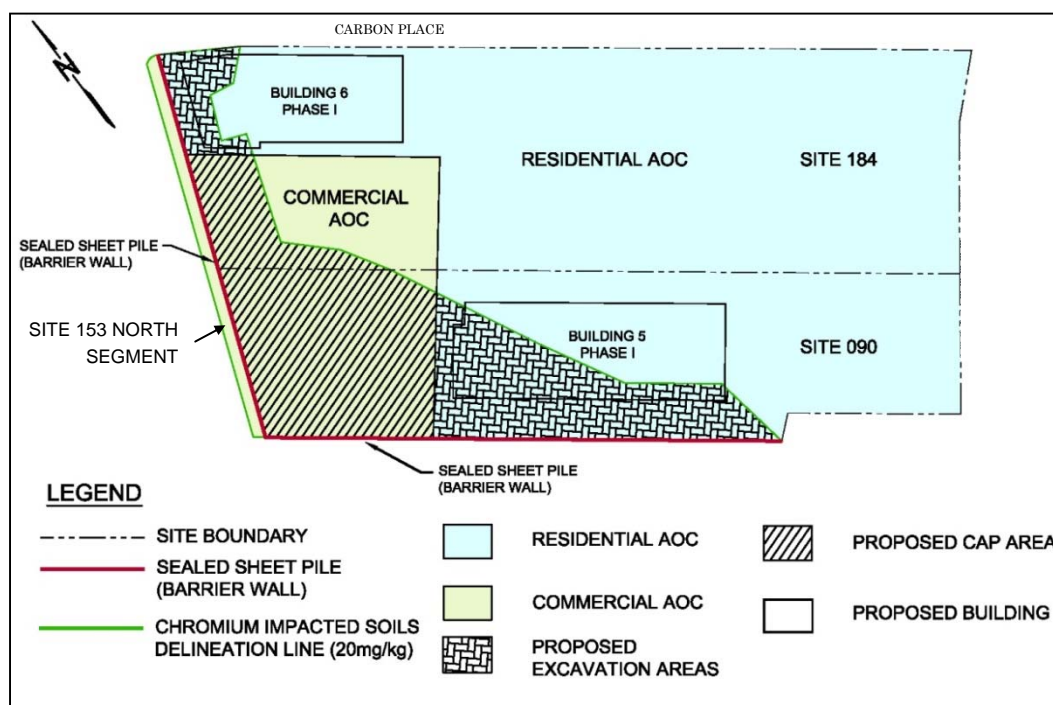 CARBON PLACE
N
BUILDING 6
PHASE I
RESIDENTIAL AOC
SITE 184
COMMERCIAL
AOC
SEALED SHEET PILE
(BARRIER WALL)
SITE 153 NORTH
SEGMENT
BUILDING 5
PHASE I
SITE 090
SEALED SHEET PILE
(BARRIER WALL)
LEGEND
SITE BOUNDARY
SEALED SHEET PILE
(BARRIER WALL)
CHROMIUM IMPACTED SOILS
DELINEATION LINE (20mg/kg)
RESIDENTIAL AOC
COMMERCIAL AOC
PROPOSED
EXCAVATION AREAS
PROPOSED CAP AREA
PROPOSED BUILDING